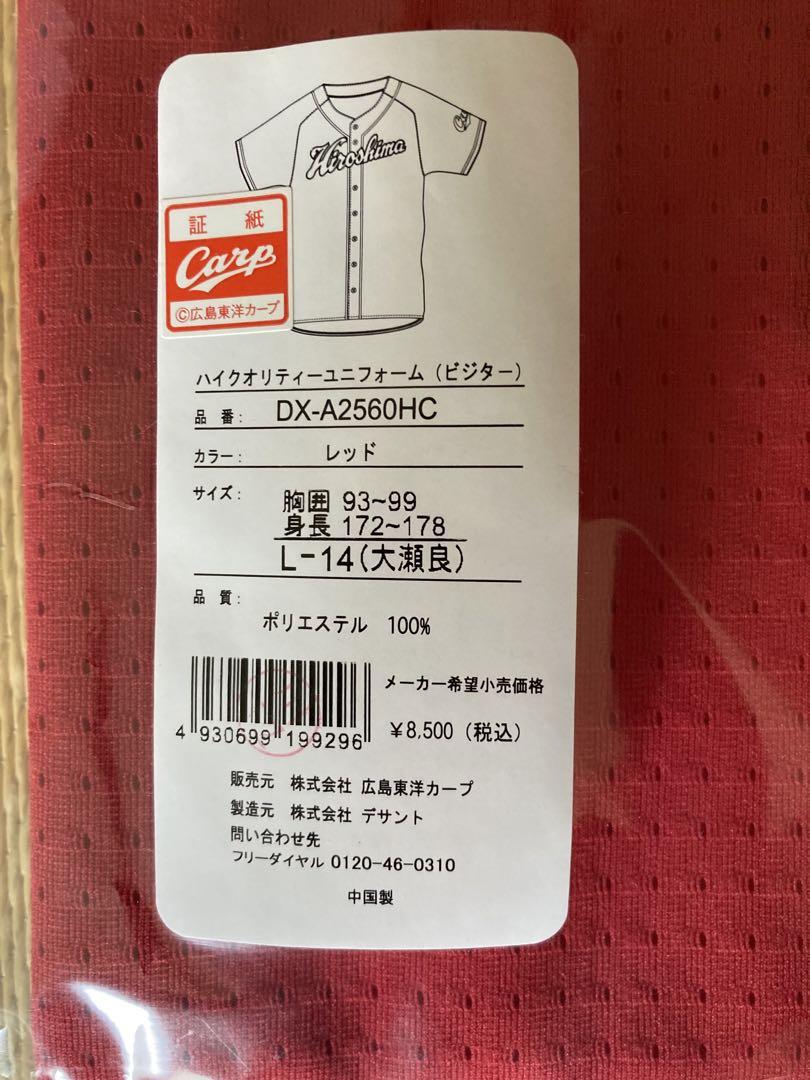 Hiroshima
証 紙
Carp
©広島東洋カープ
ハイクオリティーユニフォーム(ビジター)
品 番: DX-A2560HC
カラー: レッド
サイズ: 胸囲 93~99
身長 172~178
L-14(大瀬良)
品 質:
ポリエステル 100%
メーカー希望小売価格
4 930699 199296
¥8,500(税込)
販売元 株式会社 広島東洋カープ
製造元 株式会社 デサント
問い合わせ先
フリーダイヤル 0120-46-0310
中国製